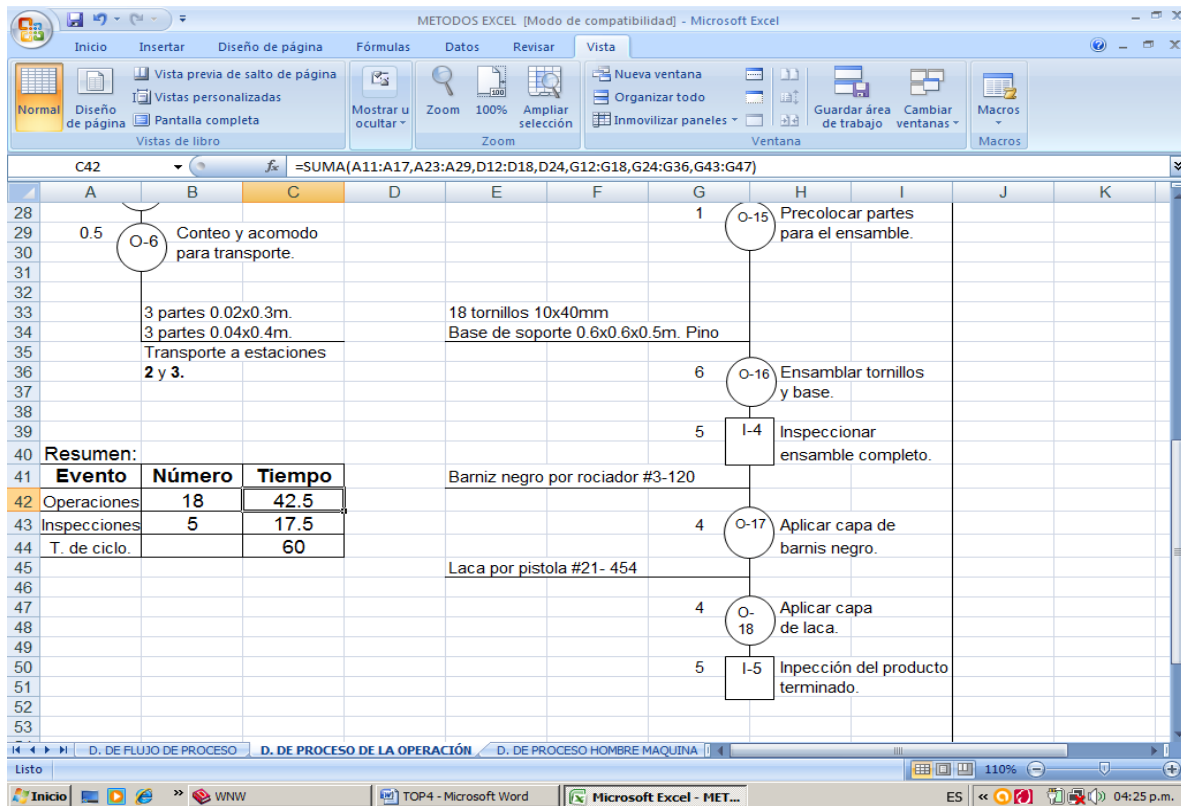 METODOS EXCEL [Modo de compatibilidad] - Microsoft Excel
Inicio Insertar Diseño de página Fórmulas Datos Revisar Vista
Normal
Diseño de página
Vista previa de salto de página
Vistas personalizadas
Pantalla completa
Vistas de libro
Mostrar u ocultar
Zoom
100%
Ampliar selección
Zoom
Nueva ventana
Organizar todo
Inmovilizar paneles
Guardar área de trabajo
Cambiar ventanas
Ventana
Macros
Macros
C42 fx =SUMA(A11:A17,A23:A29,D12:D18,D24,G12:G18,G24:G36,G43:G47)
A B C D E F G H I J K
28 1 O-15 Precolocar partes
29 0.5 O-6 Conteo y acomodo para el ensamble.
30 para transporte.
31
32
33 3 partes 0.02x0.3m. 18 tornillos 10x40mm
34 3 partes 0.04x0.4m. Base de soporte 0.6x0.6x0.5m. Pino
35 Transporte a estaciones
36 2 y 3. 6 O-16 Ensamblar tornillos
37 y base.
38
39 5 I-4 Inspeccionar
40 Resumen: ensamble completo.
41 Evento Número Tiempo Barniz negro por rociador #3-120
42 Operaciones 18 42.5
43 Inspecciones 5 17.5 4 O-17 Aplicar capa de
44 T. de ciclo. 60 barnis negro.
45 Laca por pistola #21- 454
46
47 4 O-18 Aplicar capa
48 de laca.
49
50 5 I-5 Inpección del producto
51 terminado.
52
53
D. DE FLUJO DE PROCESO D. DE PROCESO DE LA OPERACIÓN D. DE PROCESO HOMBRE MAQUINA
Listo 110%
Inicio » WNW TOP4 - Microsoft Word Microsoft Excel - MET... ES « 04:25 p.m.